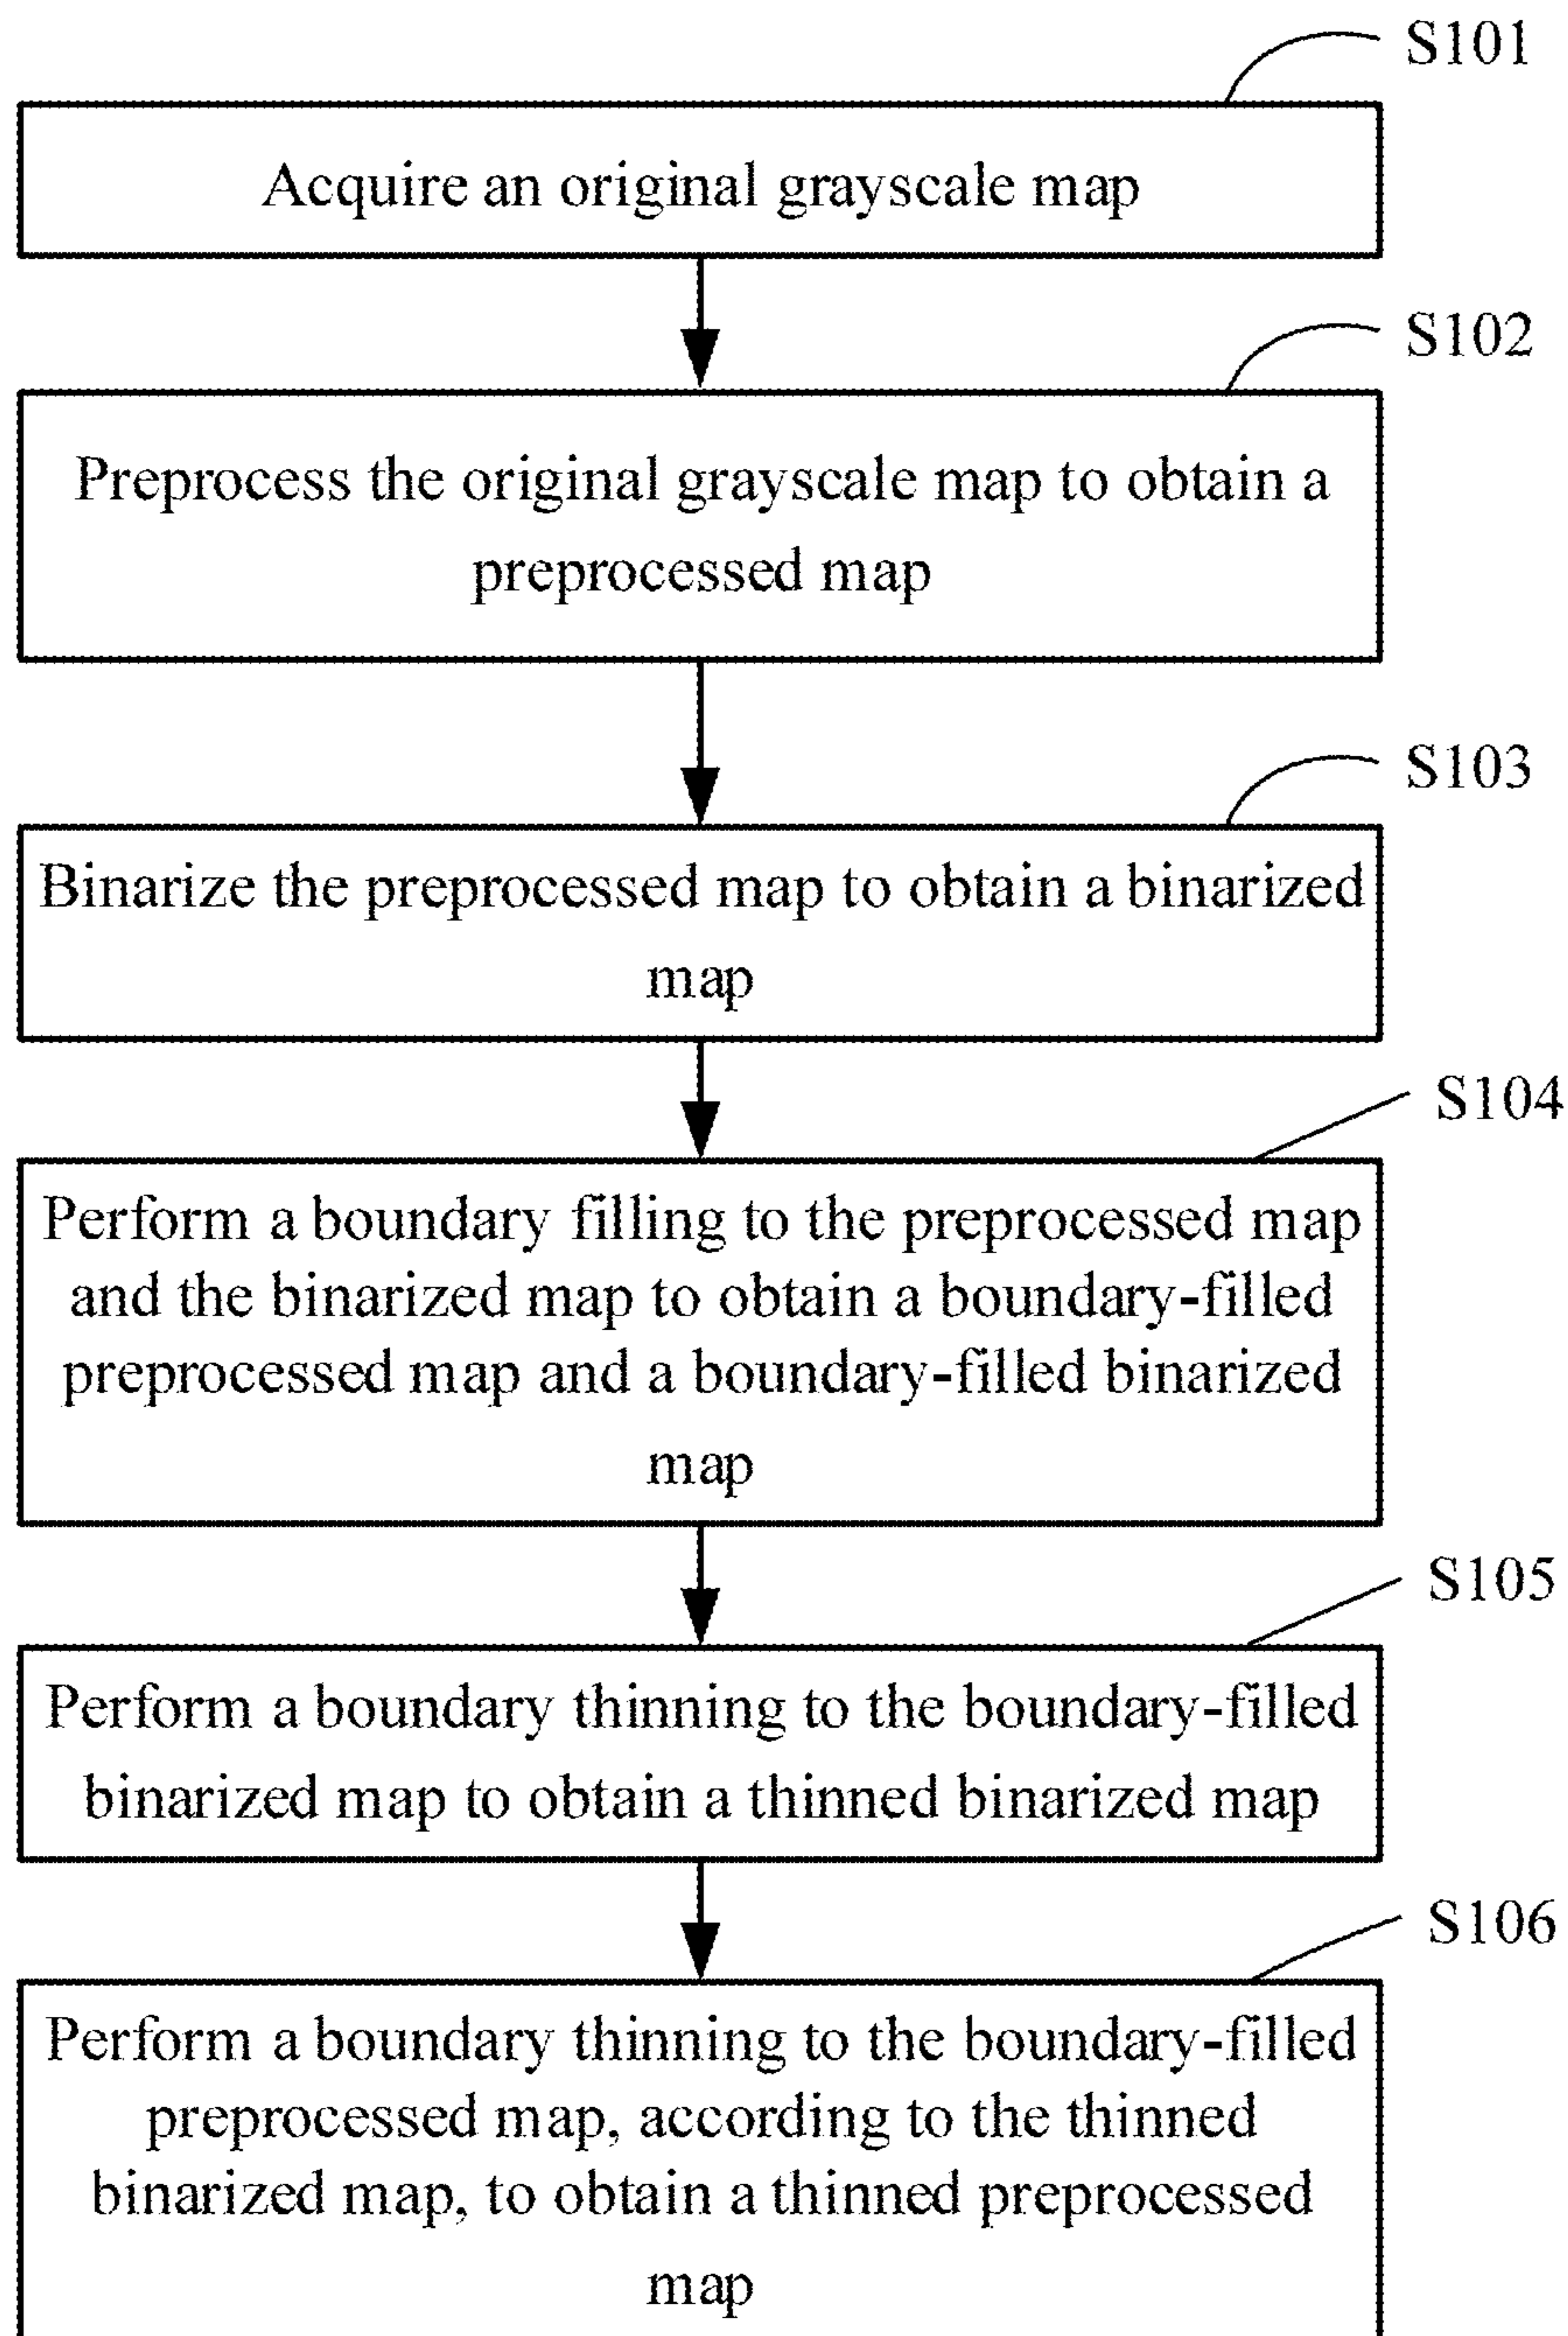 S101
Acquire an original grayscale map
S102
Preprocess the original grayscale map to obtain a
preprocessed map
S103
Binarize the preprocessed map to obtain a binarized
map
S104
Perform a boundary filling to the preprocessed map
and the binarized map to obtain a boundary-filled
preprocessed map and a boundary-filled binarized
map
S105
Perform a boundary thinning to the boundary-filled
binarized map to obtain a thinned binarized map
S106
Perform a boundary thinning to the boundary-filled
preprocessed map, according to the thinned
binarized map, to obtain a thinned preprocessed
map